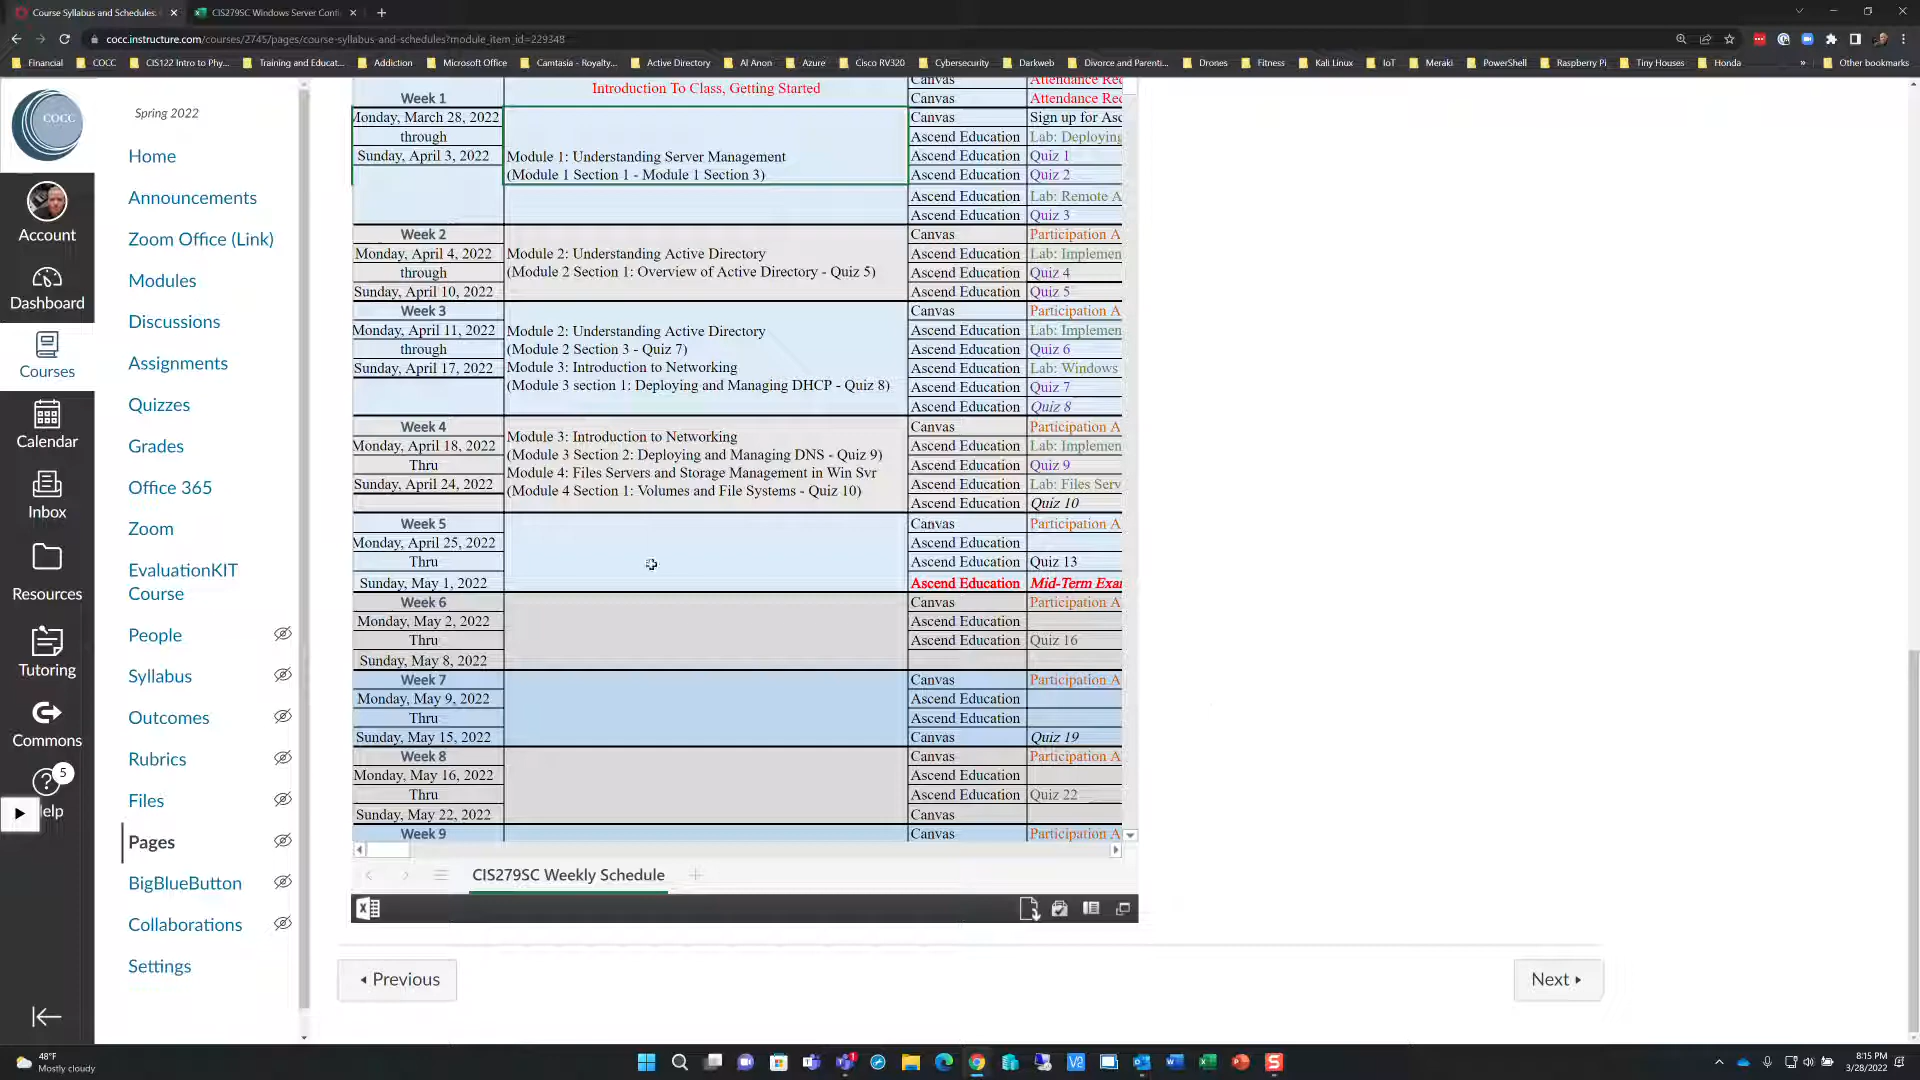 Course Syllabus and Schedules:
CIS279SC Windows Server Confi
cocc.instructure.com/courses/2745/pages/course-syllabus-and-schedules?module_item_id=229348
Financial
COCC
CIS122 Intro to Phy...
Training and Educat...
Addiction
Microsoft Office
Camtasia - Royalty...
Active Directory
Al Anon
Azure
Cisco RV320
Cybersecurity
Darkweb
Divorce and Parenti...
Drones
Fitness
Kali Linux
IoT
Meraki
PowerShell
Raspberry Pi
Tiny Houses
Honda
»
Other bookmarks
COCC
Account
Dashboard
Courses
Calendar
Inbox
Resources
Tutoring
Commons
5
elp
Spring 2022
Home
Announcements
Zoom Office (Link)
Modules
Discussions
Assignments
Quizzes
Grades
Office 365
Zoom
EvaluationKIT
Course
People
Syllabus
Outcomes
Rubrics
Files
Pages
BigBlueButton
Collaborations
Settings
Introduction To Class, Getting Started Canvas Attendance Rec
Week 1 Canvas Attendance Rec
Monday, March 28, 2022 Canvas Sign up for Asc
through Ascend Education Lab: Deploying
Sunday, April 3, 2022 Module 1: Understanding Server Management Ascend Education Quiz 1
(Module 1 Section 1 - Module 1 Section 3) Ascend Education Quiz 2
Ascend Education Lab: Remote A
Ascend Education Quiz 3
Week 2 Canvas Participation A
Monday, April 4, 2022 Module 2: Understanding Active Directory Ascend Education Lab: Implemen
through (Module 2 Section 1: Overview of Active Directory - Quiz 5) Ascend Education Quiz 4
Sunday, April 10, 2022 Ascend Education Quiz 5
Week 3 Canvas Participation A
Monday, April 11, 2022 Module 2: Understanding Active Directory Ascend Education Lab: Implemen
through (Module 2 Section 3 - Quiz 7) Ascend Education Quiz 6
Sunday, April 17, 2022 Module 3: Introduction to Networking Ascend Education Lab: Windows
(Module 3 section 1: Deploying and Managing DHCP - Quiz 8) Ascend Education Quiz 7
Ascend Education Quiz 8
Week 4 Canvas Participation A
Monday, April 18, 2022 Module 3: Introduction to Networking Ascend Education Lab: Implemen
Thru (Module 3 Section 2: Deploying and Managing DNS - Quiz 9) Ascend Education Quiz 9
Sunday, April 24, 2022 Module 4: Files Servers and Storage Management in Win Svr Ascend Education Lab: Files Serv
(Module 4 Section 1: Volumes and File Systems - Quiz 10) Ascend Education Quiz 10
Week 5 Canvas Participation A
Monday, April 25, 2022 Ascend Education
Thru Ascend Education Quiz 13
Sunday, May 1, 2022 Ascend Education Mid-Term Exar
Week 6 Canvas Participation A
Monday, May 2, 2022 Ascend Education
Thru Ascend Education Quiz 16
Sunday, May 8, 2022
Week 7 Canvas Participation A
Monday, May 9, 2022 Ascend Education
Thru Ascend Education
Sunday, May 15, 2022 Canvas Quiz 19
Week 8 Canvas Participation A
Monday, May 16, 2022 Ascend Education
Thru Ascend Education Quiz 22
Sunday, May 22, 2022 Canvas
Week 9 Canvas Participation A
CIS279SC Weekly Schedule
Previous
Next
48°F
Mostly cloudy
8:15 PM
3/28/2022